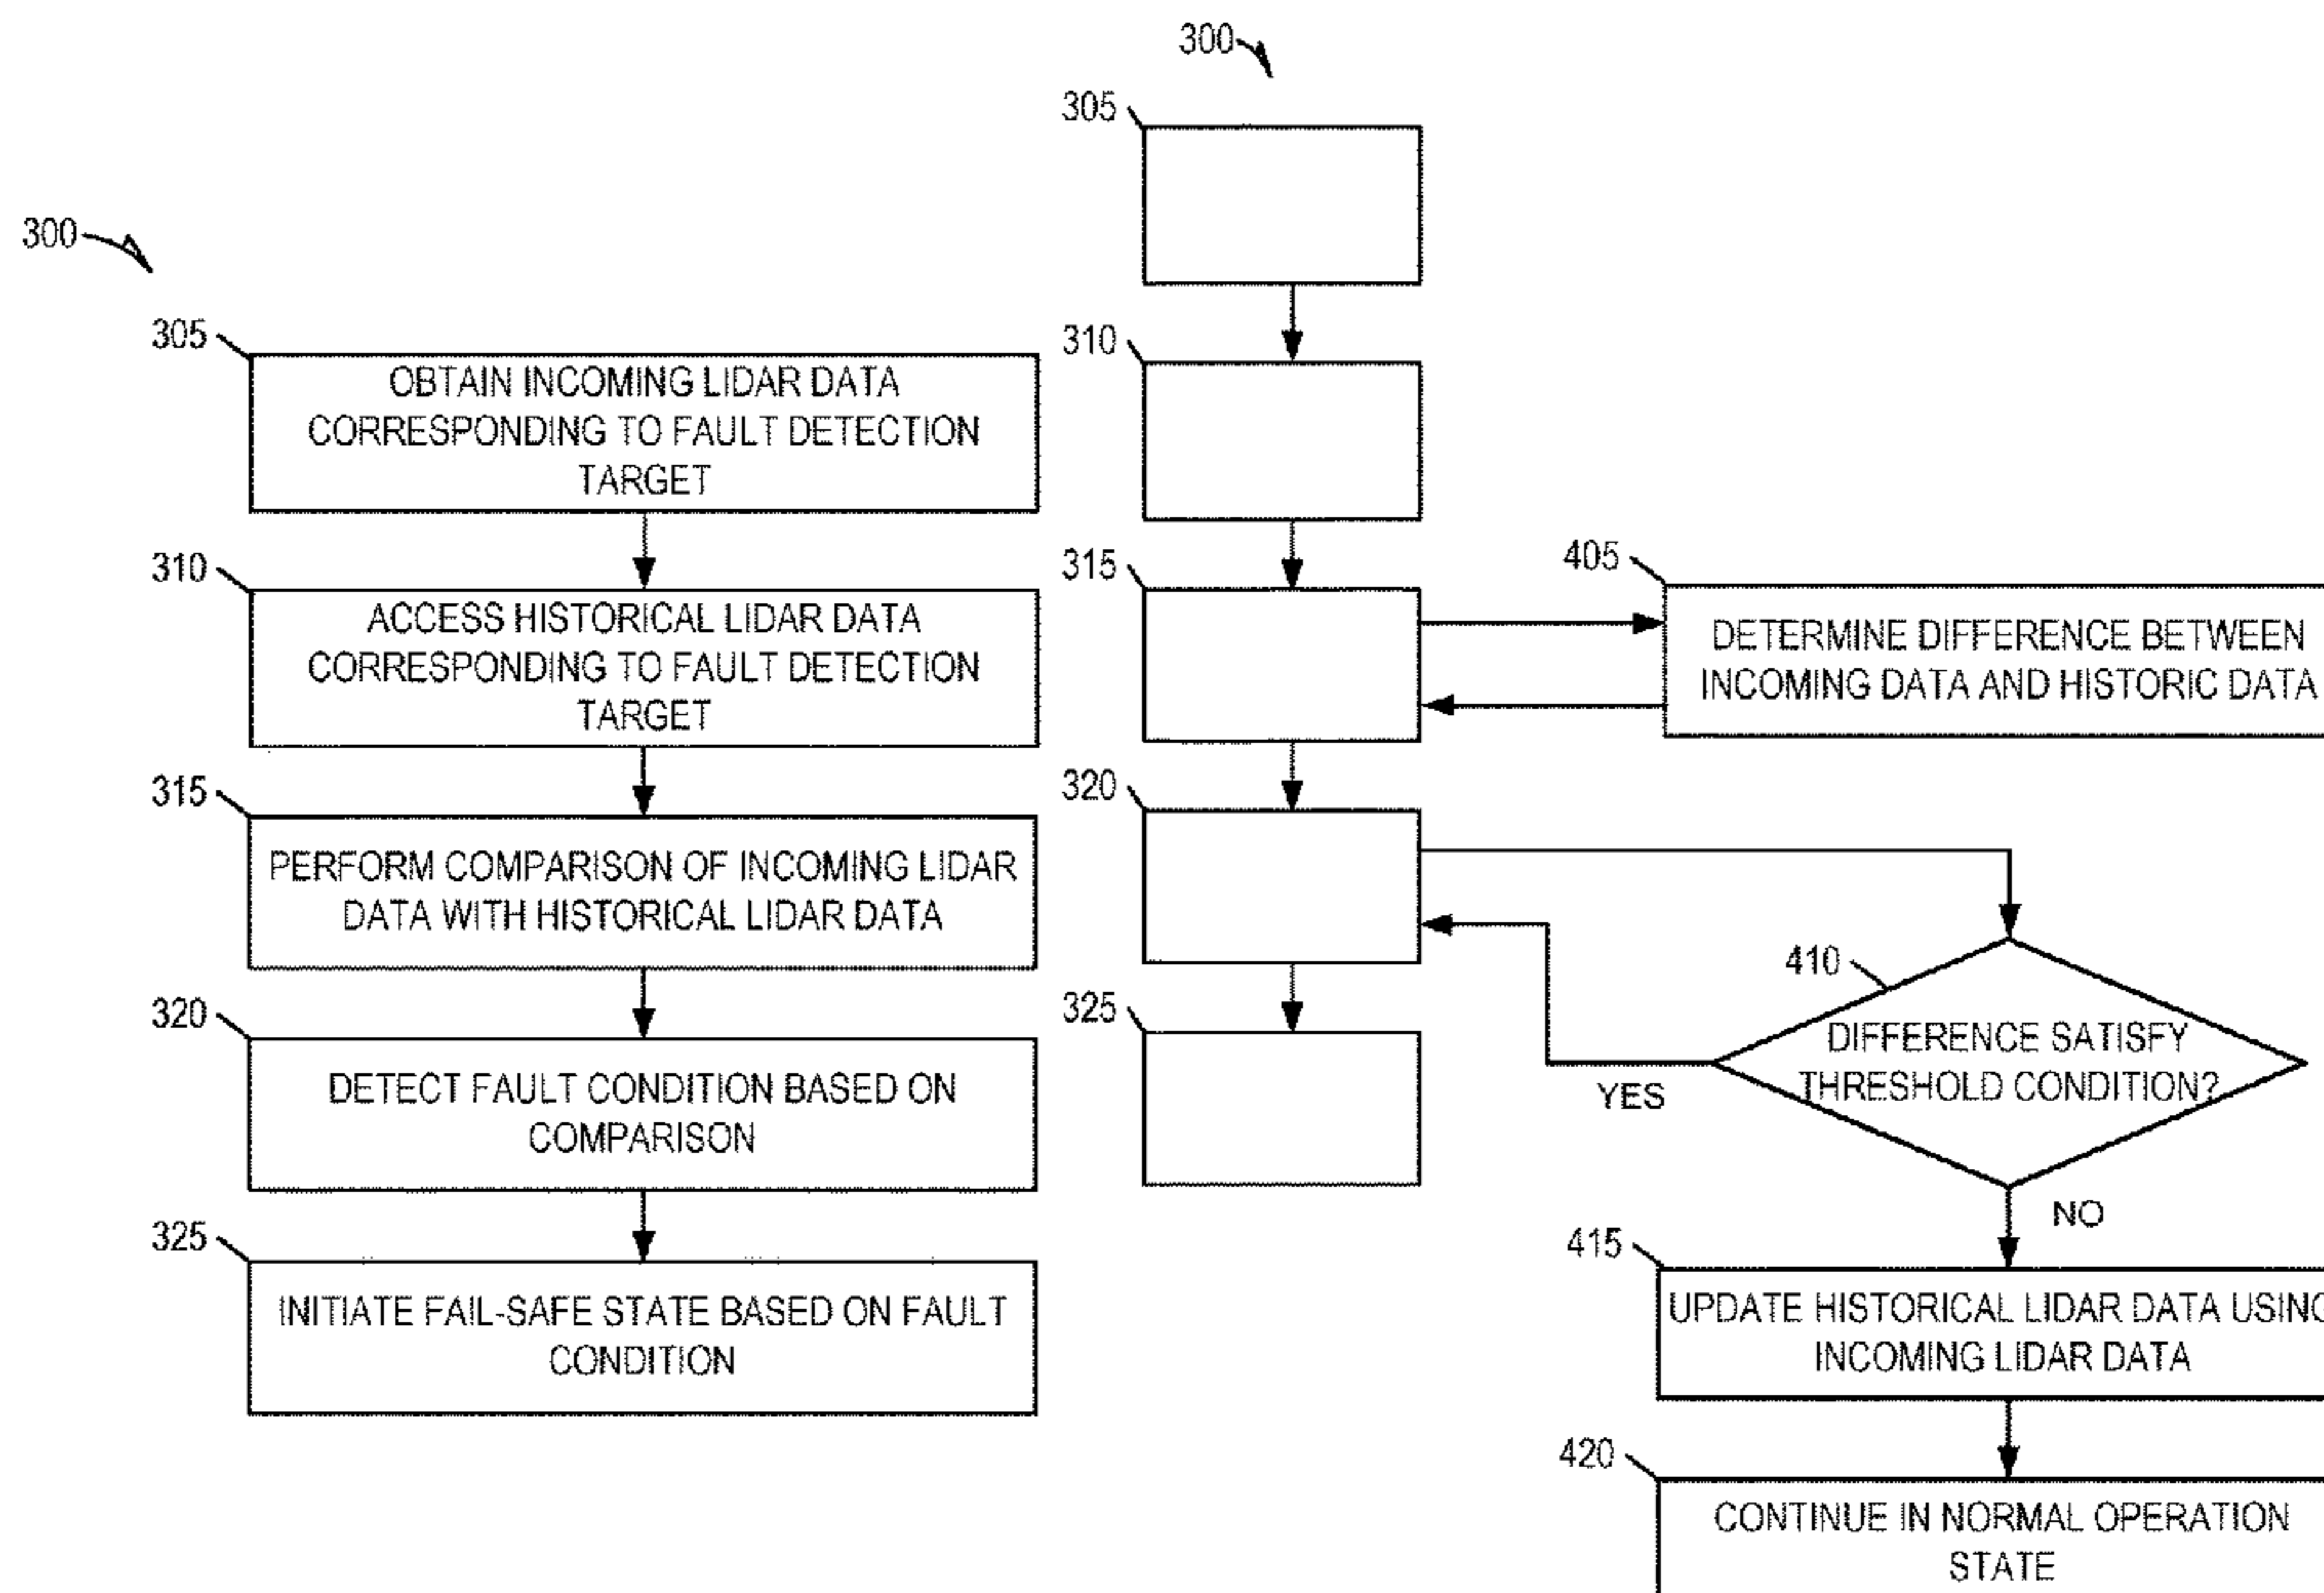 300
305
OBTAIN INCOMING LIDAR DATA
CORRESPONDING TO FAULT DETECTION
TARGET
310
ACCESS HISTORICAL LIDAR DATA
CORRESPONDING TO FAULT DETECTION
TARGET
315
PERFORM COMPARISON OF INCOMING LIDAR
DATA WITH HISTORICAL LIDAR DATA
320
DETECT FAULT CONDITION BASED ON
COMPARISON
325
INITIATE FAIL-SAFE STATE BASED ON FAULT
CONDITION
300
305
310
315
405
DETERMINE DIFFERENCE BETWEEN
INCOMING DATA AND HISTORIC DATA
320
410
DIFFERENCE SATISFY
THRESHOLD CONDITION?
YES
NO
325
415
UPDATE HISTORICAL LIDAR DATA USING
INCOMING LIDAR DATA
420
CONTINUE IN NORMAL OPERATION
STATE